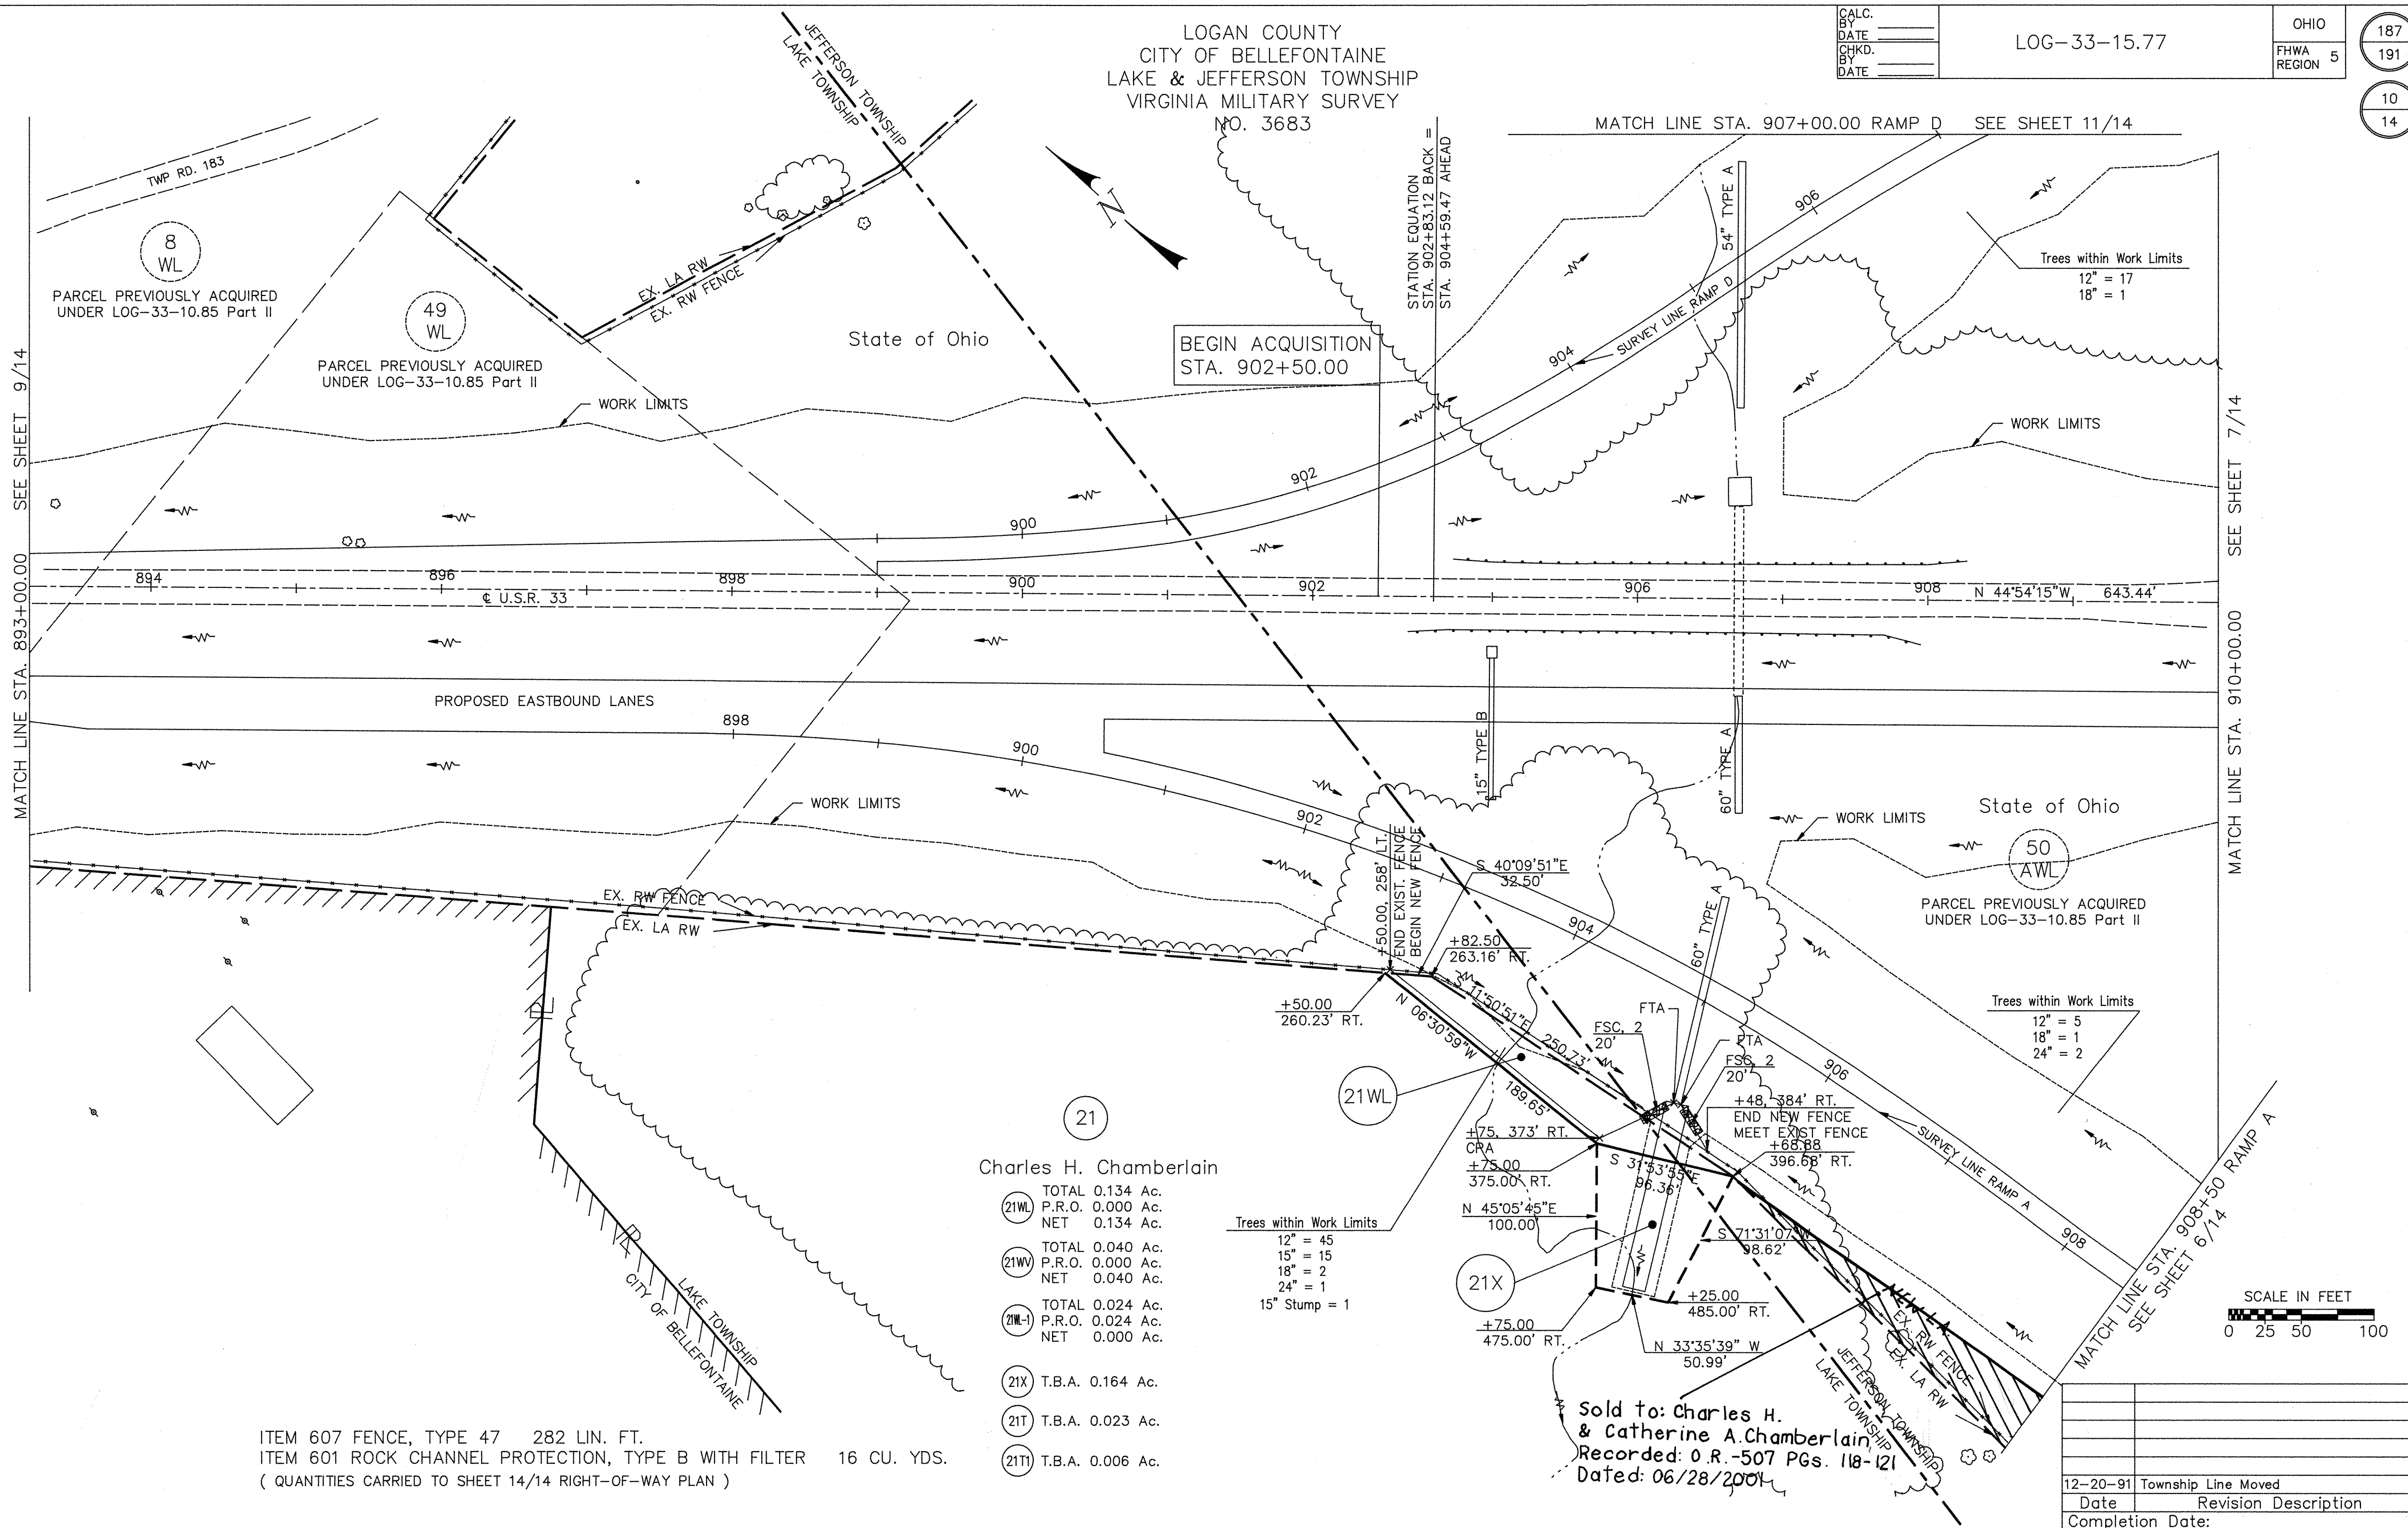 LOGAN COUNTY
CITY OF BELLEFONTAINE
LAKE & JEFFERSON TOWNSHIP
VIRGINIA MILITARY SURVEY
NO. 3683
CALC.
BY
DATE
CHKD.
BY
DATE
LOG-33-15.77
OHIO
FHWA
REGION 5
187
191
10
14
JEFFERSON TOWNSHIP
LAKE TOWNSHIP
MATCH LINE STA. 907+00.00 RAMP D SEE SHEET 11/14
TWP RD. 183
8
WL
PARCEL PREVIOUSLY ACQUIRED
UNDER LOG-33-10.85 Part II
49
WL
PARCEL PREVIOUSLY ACQUIRED
UNDER LOG-33-10.85 Part II
EX. LA RW
EX. RW FENCE
N
State of Ohio
STATION EQUATION
STA. 902+83.12 BACK =
STA. 904+59.47 AHEAD
BEGIN ACQUISITION
STA. 902+50.00
54" TYPE A
906
904
902
900
SURVEY LINE RAMP D
Trees within Work Limits
12" = 17
18" = 1
WORK LIMITS
WORK LIMITS
MATCH LINE STA. 893+00.00 SEE SHEET 9/14
MATCH LINE STA. 910+00.00 SEE SHEET 7/14
894
896
898
900
902
906
908
℄ U.S.R. 33
N 44°54'15"W 643.44'
PROPOSED EASTBOUND LANES
898
900
902
904
906
908
15" TYPE B
60" TYPE A
WORK LIMITS
WORK LIMITS
State of Ohio
50
AWL
PARCEL PREVIOUSLY ACQUIRED
UNDER LOG-33-10.85 Part II
EX. RW FENCE
EX. LA RW
+50.00, 258' LT.
END EXIST. FENCE
BEGIN NEW FENCE
S 40°09'51"E
32.50'
+82.50
263.16' RT.
+50.00
260.23' RT.
N 06°30'59"W
189.65'
S 11°50'51"E
250.73'
60" TYPE A
FTA
FSC, 2
20'
FTA
FSC, 2
20'
21WL
+48, 384' RT.
END NEW FENCE
MEET EXIST FENCE
+68.88
396.68' RT.
+75, 373' RT.
CPA
+75.00
375.00' RT.
S 31°53'55"E
96.36'
N 45°05'45"E
100.00'
S 71°31'07"W
98.62'
21X
+25.00
485.00' RT.
+75.00
475.00' RT.
N 33°35'39" W
50.99'
SURVEY LINE RAMP A
Trees within Work Limits
12" = 5
18" = 1
24" = 2
MATCH LINE STA. 908+50 RAMP A
SEE SHEET 6/14
SCALE IN FEET
0 25 50 100
NEW LA
EX. RW FENCE
EX. LA RW
JEFFERSON TOWNSHIP
LAKE TOWNSHIP
PL
PL
LAKE TOWNSHIP
CITY OF BELLEFONTAINE
21
Charles H. Chamberlain
21WL TOTAL 0.134 Ac.
P.R.O. 0.000 Ac.
NET 0.134 Ac.
21WV TOTAL 0.040 Ac.
P.R.O. 0.000 Ac.
NET 0.040 Ac.
21WL-1 TOTAL 0.024 Ac.
P.R.O. 0.024 Ac.
NET 0.000 Ac.
21X T.B.A. 0.164 Ac.
21T T.B.A. 0.023 Ac.
21T1 T.B.A. 0.006 Ac.
Trees within Work Limits
12" = 45
15" = 15
18" = 2
24" = 1
15" Stump = 1
Sold to: Charles H.
& Catherine A.Chamberlain
Recorded: O.R.-507 PGs. 118-121
Dated: 06/28/2001
ITEM 607 FENCE, TYPE 47 282 LIN. FT.
ITEM 601 ROCK CHANNEL PROTECTION, TYPE B WITH FILTER 16 CU. YDS.
( QUANTITIES CARRIED TO SHEET 14/14 RIGHT-OF-WAY PLAN )
12-20-91 Township Line Moved
Date Revision Description
Completion Date: